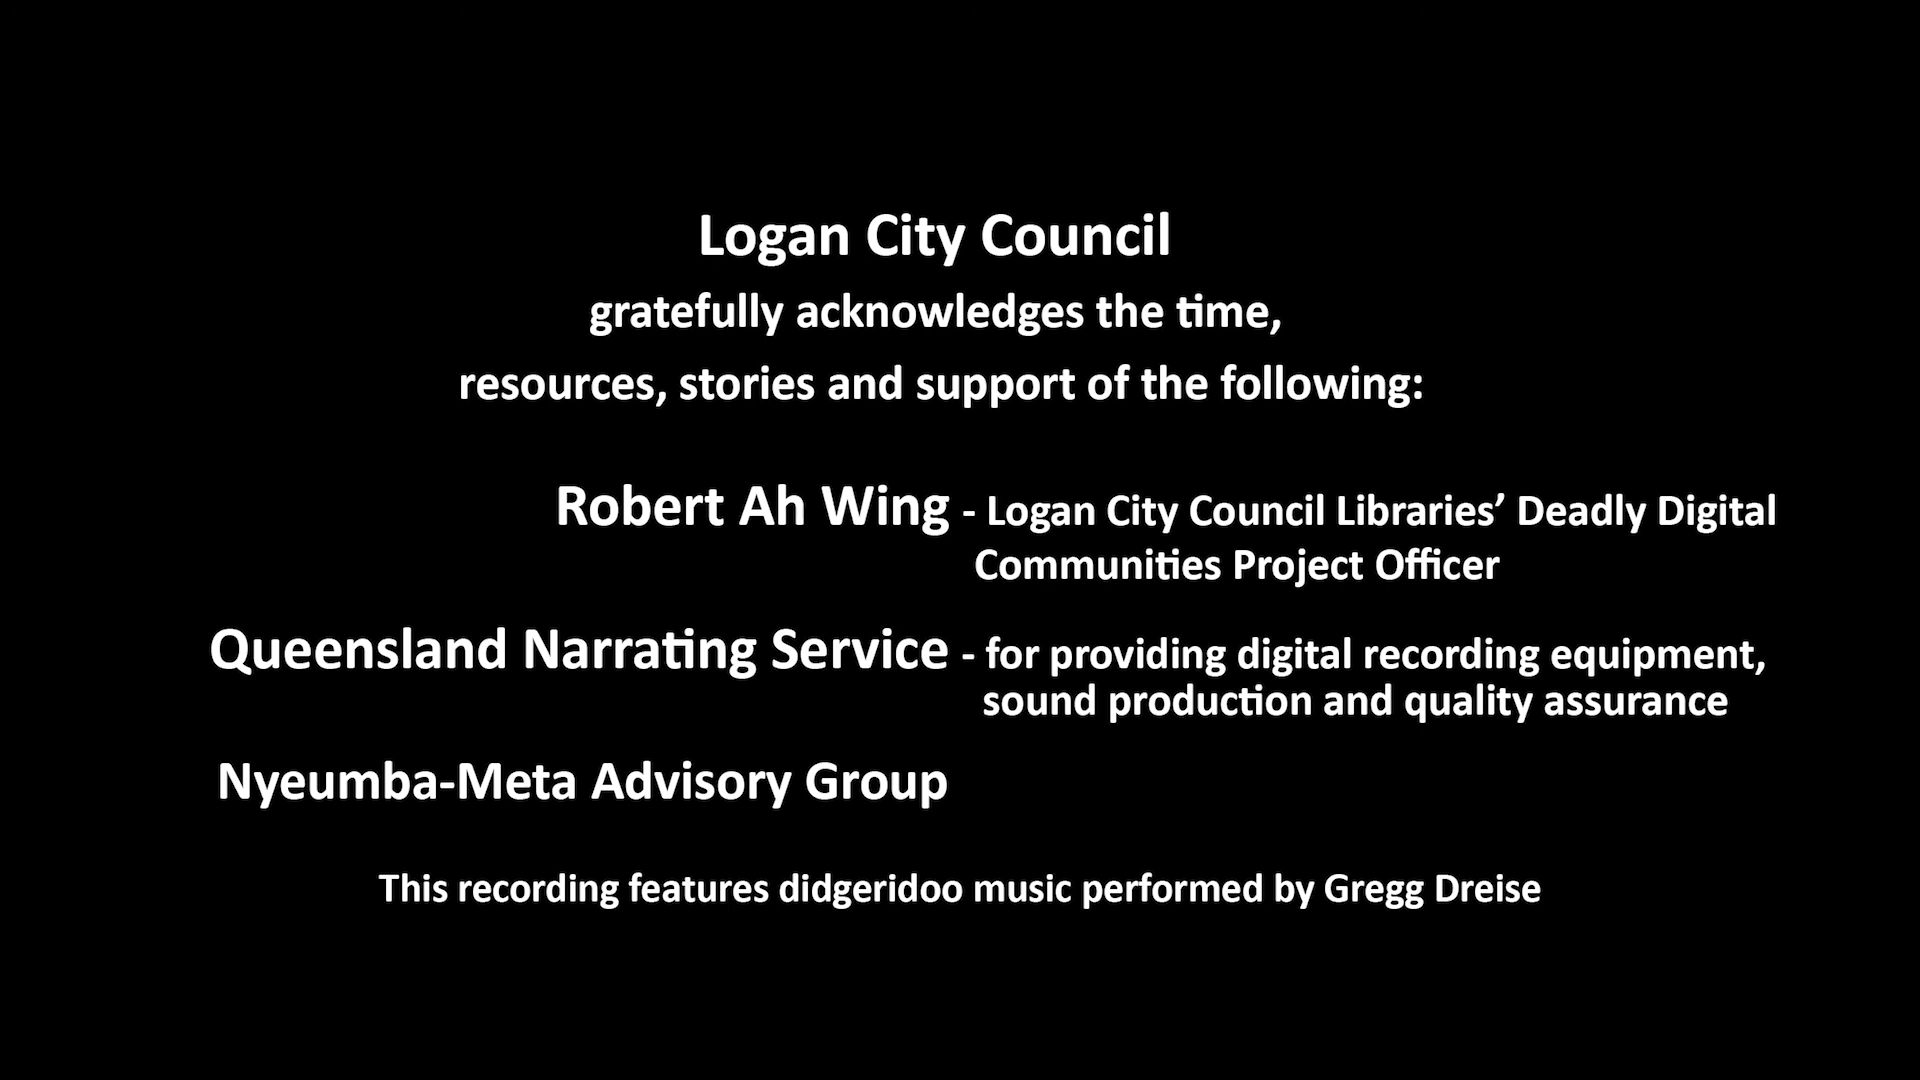 Logan City Council
gratefully acknowledges the time,
resources, stories and support of the following:
Robert Ah Wing - Logan City Council Libraries’ Deadly Digital
Communities Project Officer
Queensland Narrating Service - for providing digital recording equipment,
sound production and quality assurance
Nyeumba-Meta Advisory Group
This recording features didgeridoo music performed by Gregg Dreise